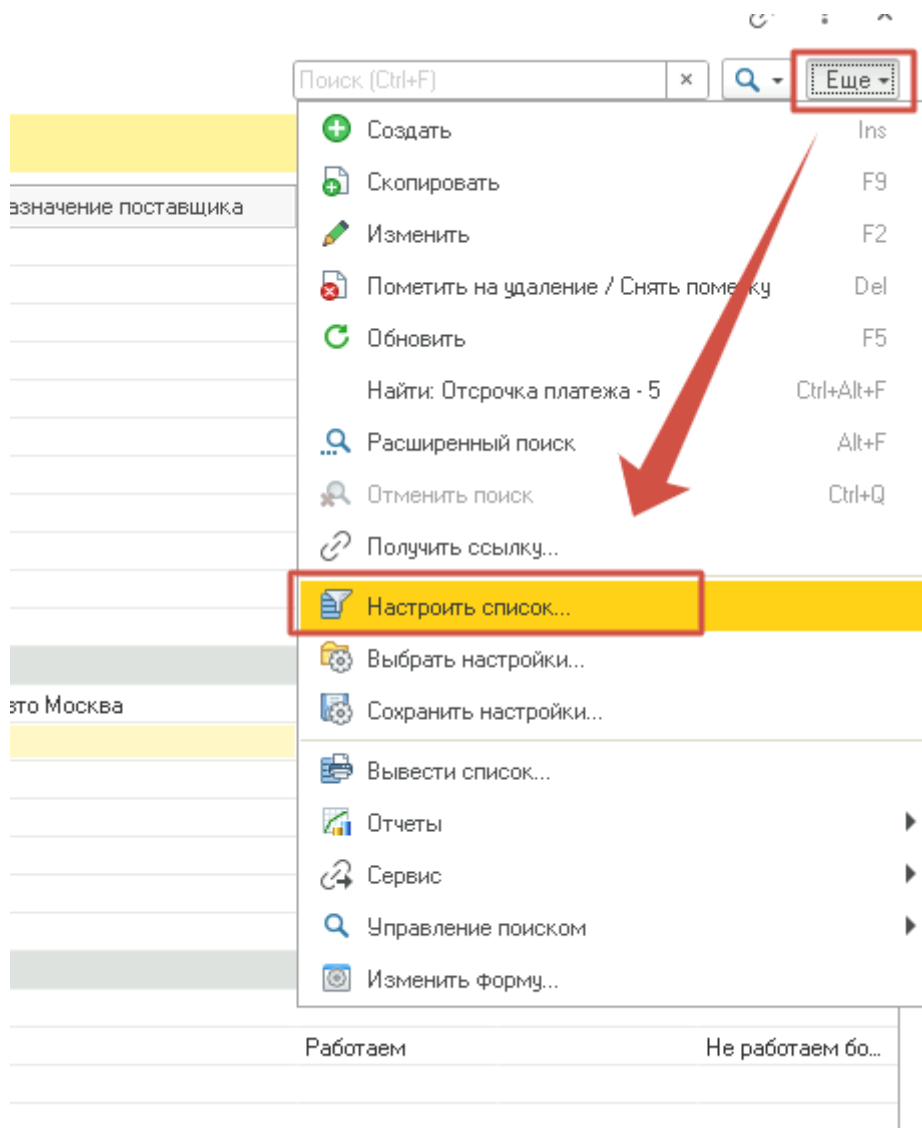 Поиск (Ctrl+F) × Еще
Создать Ins
Скопировать F9
азначение поставщика
Изменить F2
Пометить на удаление / Снять пометку Del
Обновить F5
Найти: Отсрочка платежа - 5 Ctrl+Alt+F
Расширенный поиск Alt+F
Отменить поиск Ctrl+Q
Получить ссылку...
Настроить список...
Выбрать настройки...
вто Москва
Сохранить настройки...
Вывести список...
Отчеты
Сервис
Управление поиском
Изменить форму...
Работаем Не работаем бо...